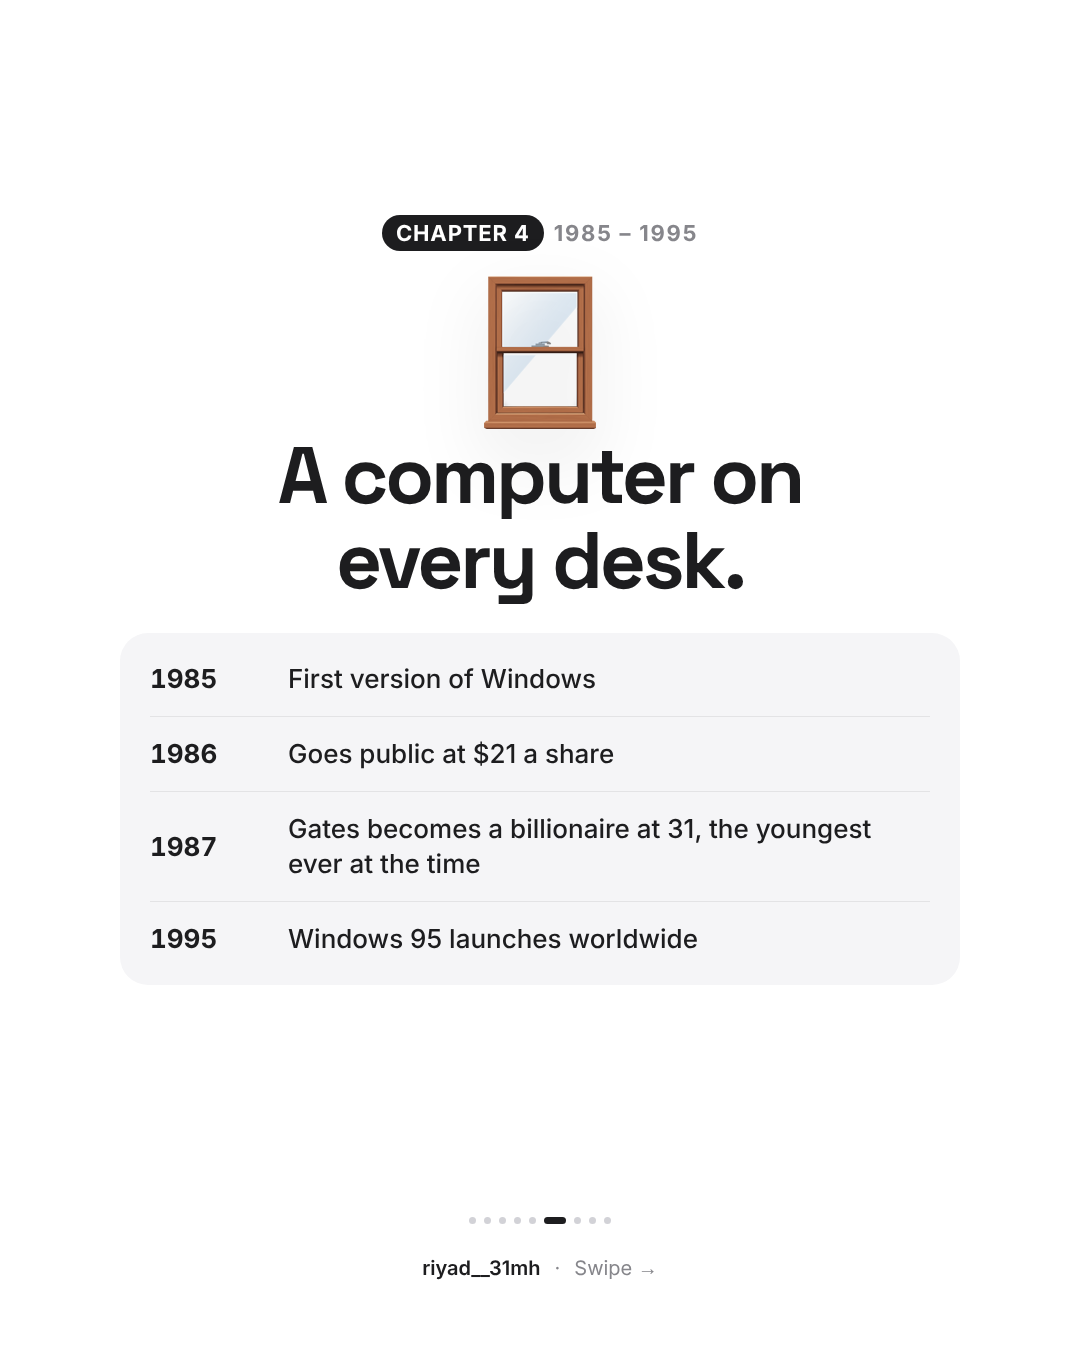 CHAPTER 4 1985 – 1995
A computer on
every desk.
1985 First version of Windows
1986 Goes public at $21 a share
1987 Gates becomes a billionaire at 31, the youngest
ever at the time
1995 Windows 95 launches worldwide
riyad__31mh · Swipe →